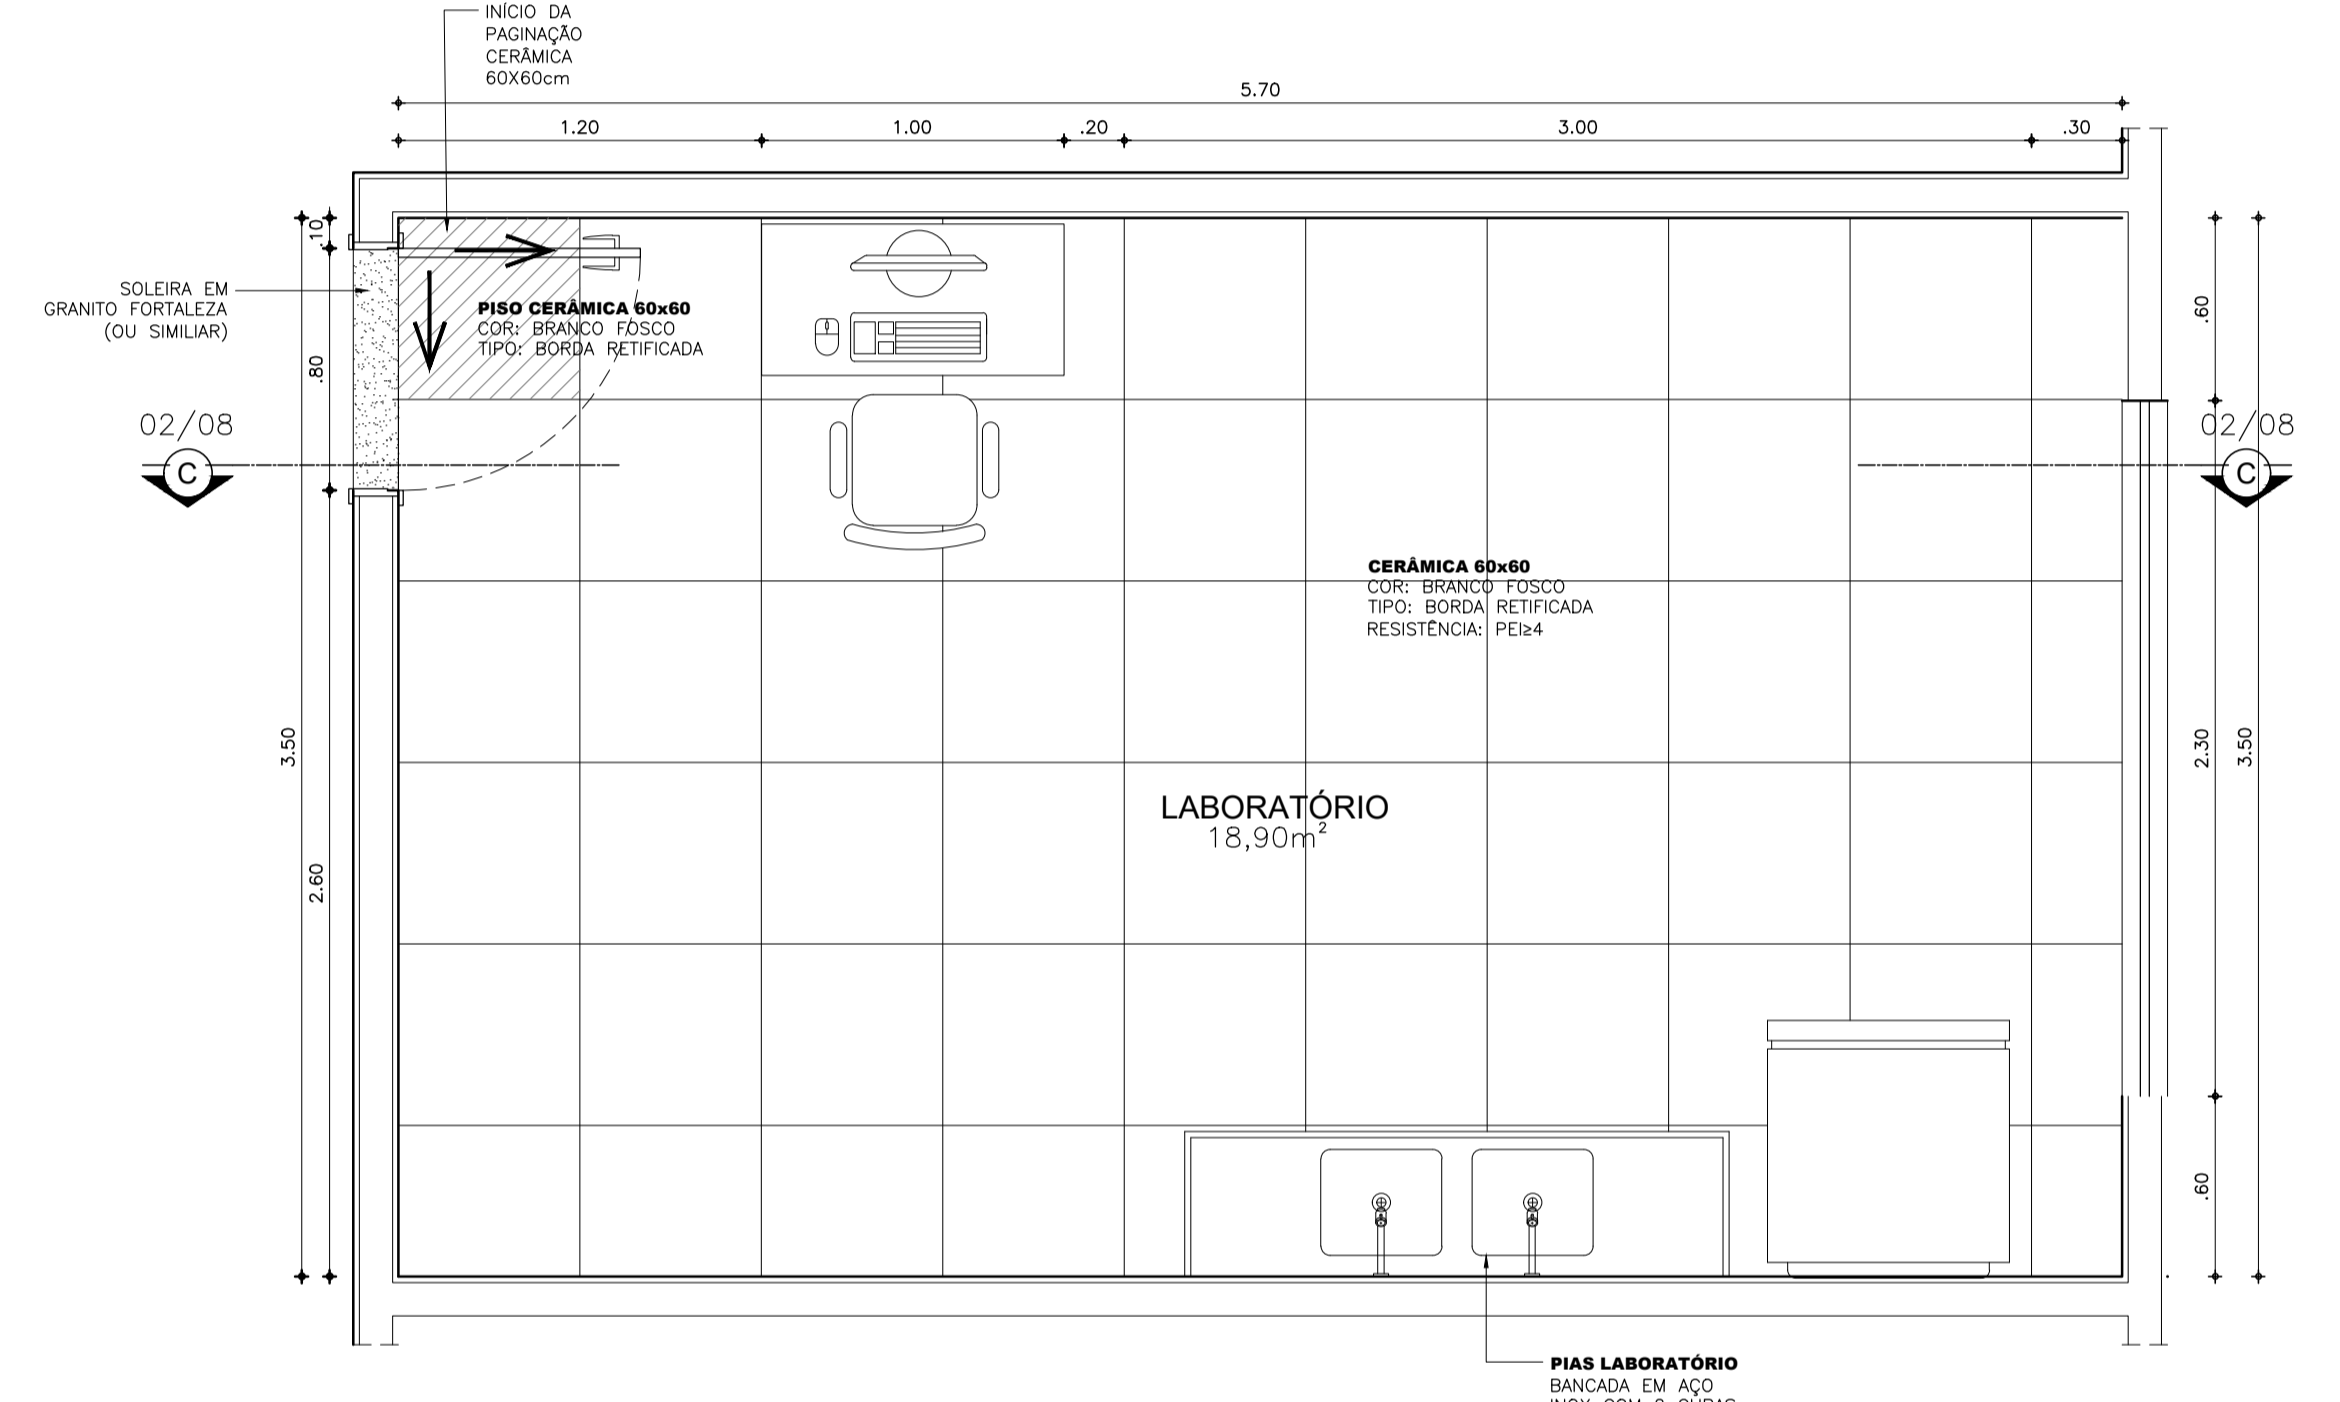 INÍCIO DA
PAGINAÇÃO
CERÂMICA
60X60cm
5.70
1.20
1.00
.20
3.00
.30
.10
.80
2.60
3.50
SOLEIRA EM
GRANITO FORTALEZA
(OU SIMILIAR)
PISO CERÂMICA 60x60
COR: BRANCO FOSCO
TIPO: BORDA RETIFICADA
.60
02/08
C
02/08
C
CERÂMICA 60x60
COR: BRANCO FOSCO
TIPO: BORDA RETIFICADA
RESISTÊNCIA: PEI≥4
2.30
3.50
LABORATÓRIO
18,90m²
.60
PIAS LABORATÓRIO
BANCADA EM AÇO